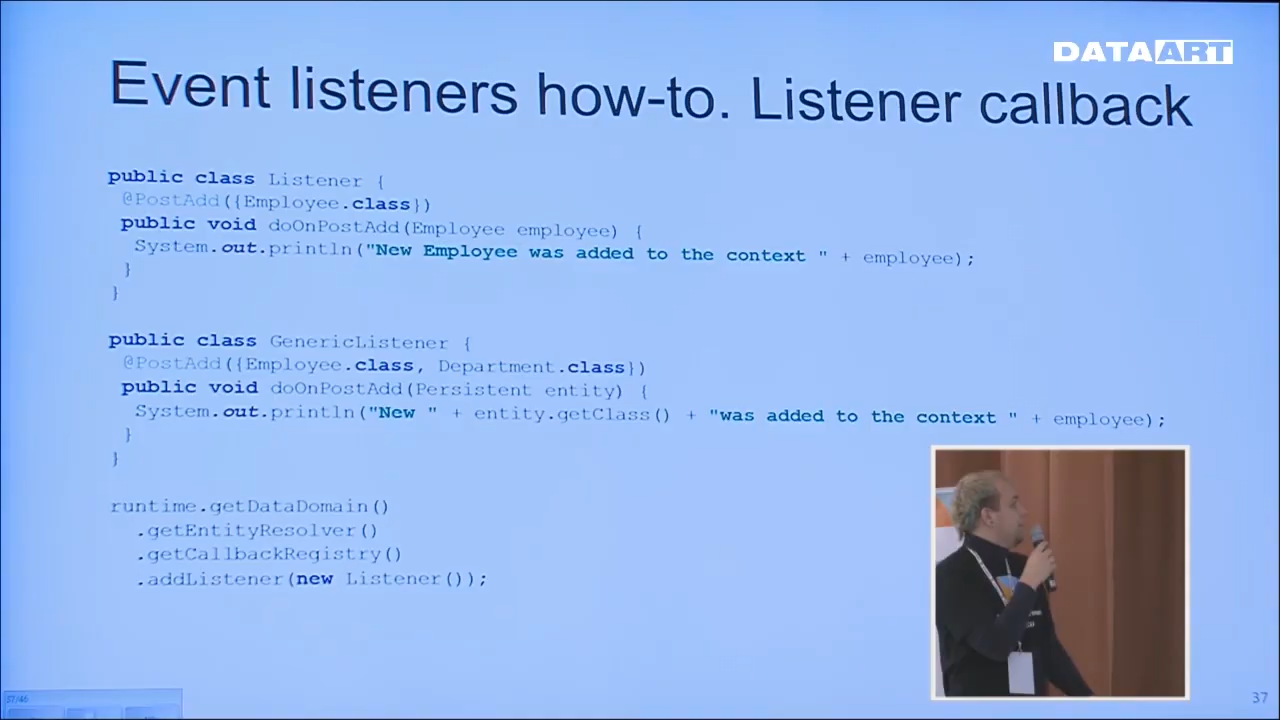 DATAART
Event listeners how-to. Listener callback
public class Listener {
@PostAdd({Employee.class})
public void doOnPostAdd(Employee employee) {
System.out.println("New Employee was added to the context " + employee);
}
}
public class GenericListener {
@PostAdd({Employee.class, Department.class})
public void doOnPostAdd(Persistent entity) {
System.out.println("New " + entity.getClass() + "was added to the context " + employee);
}
}
runtime.getDataDomain()
.getEntityResolver()
.getCallbackRegistry()
.addListener(new Listener());
37/46
37